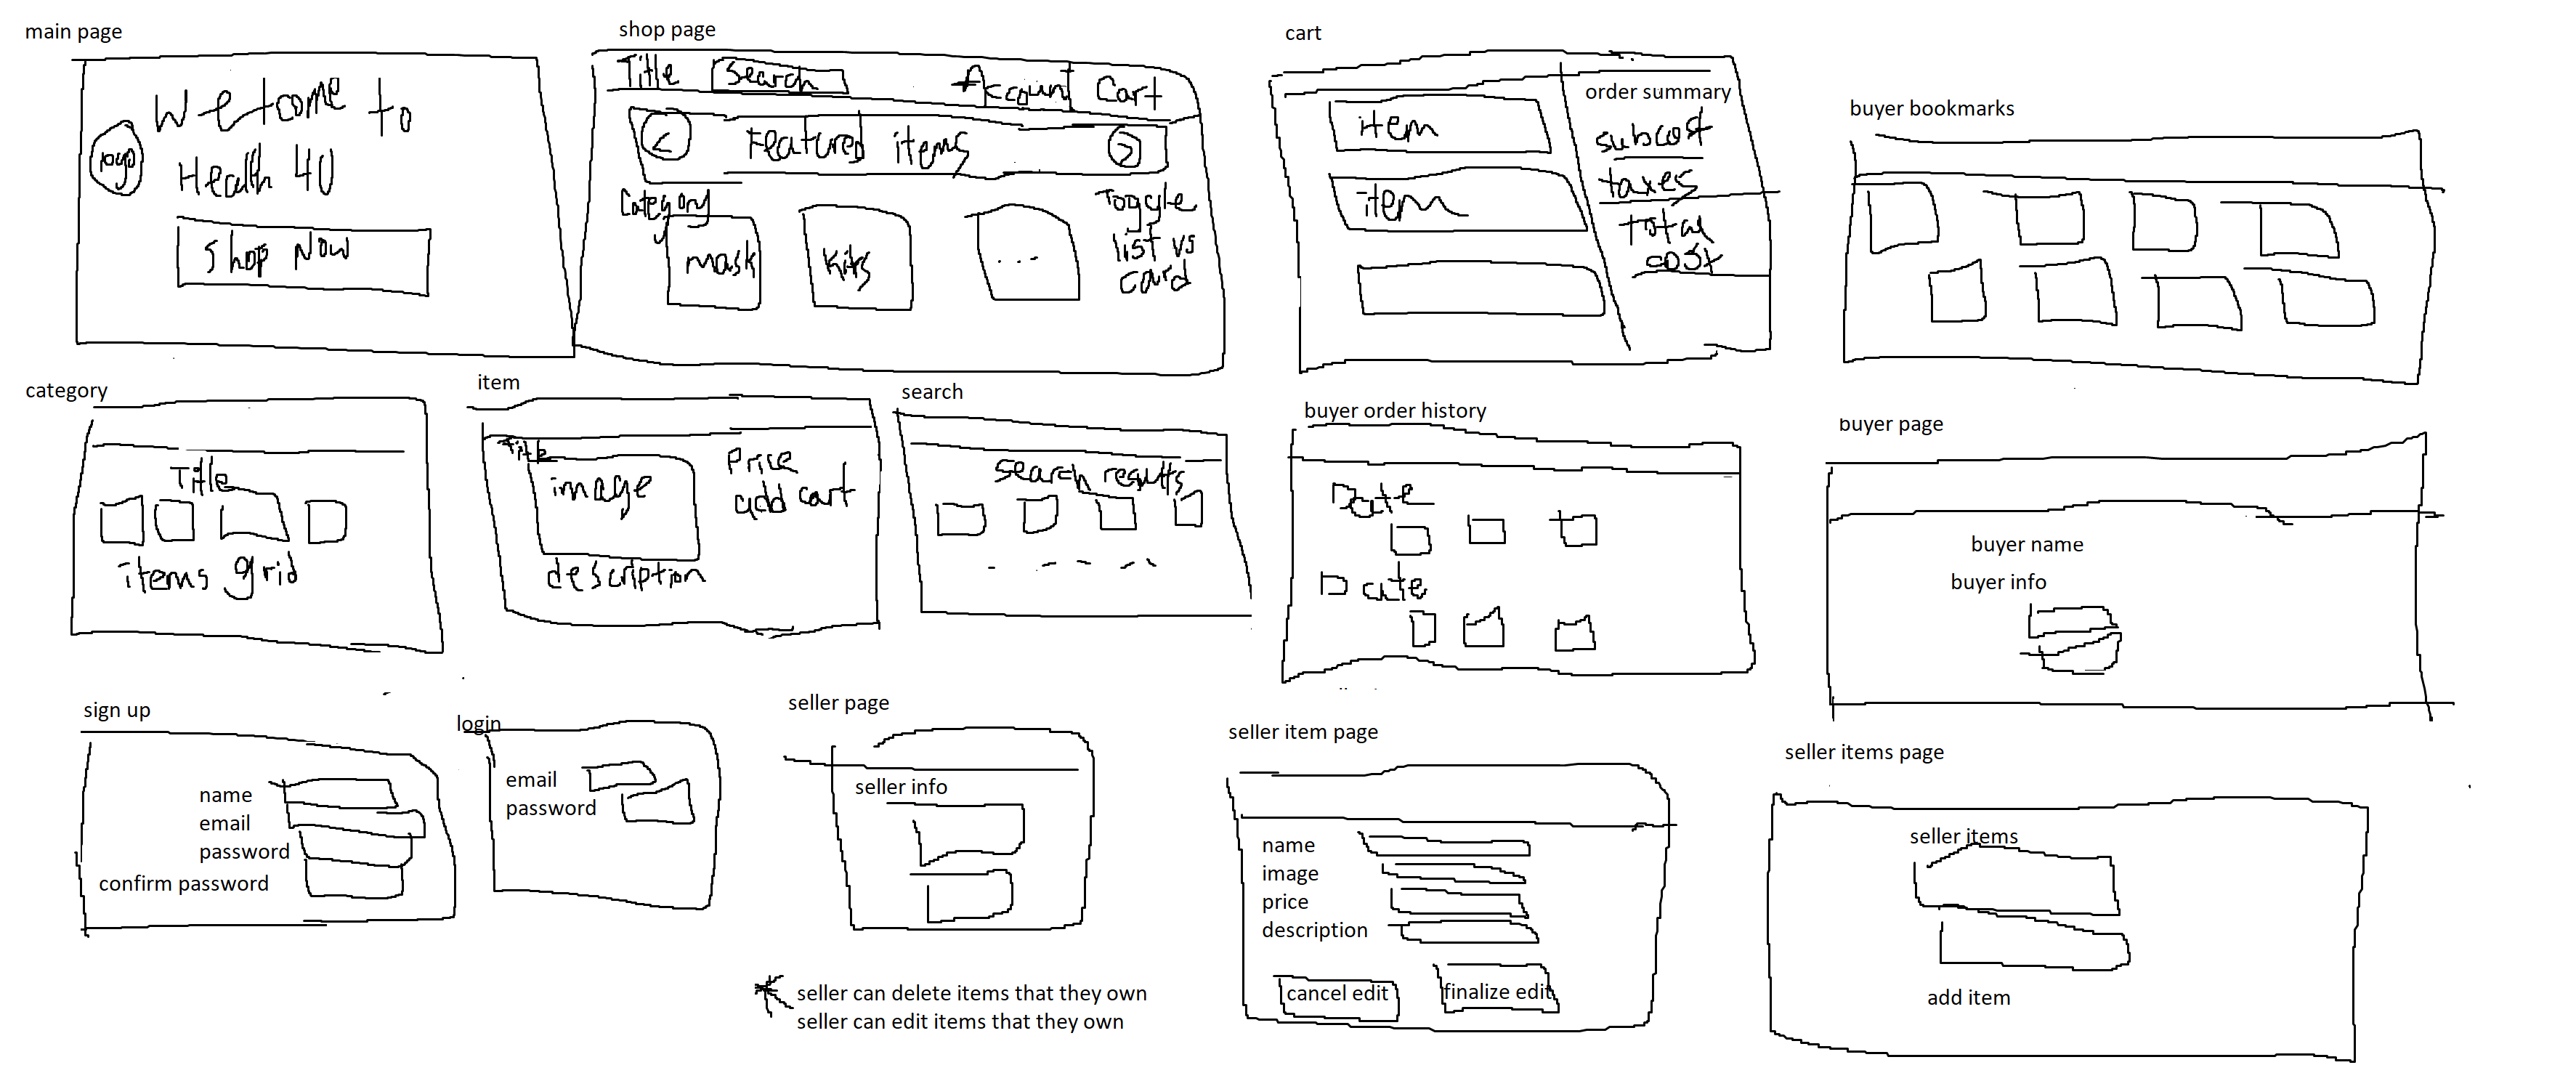 main page
Welcome to
logo
Health 4U
Shop Now
shop page
Title search Account Cart
< Featured items >
Category
Toggle
list vs
card
mask
Kits
...
cart
item
item
order summary
subcost
taxes
total
cost
buyer bookmarks
category
Title
items grid
item
Title
image
Price
add cart
description
search
search results
buyer order history
Date
Date
buyer page
buyer name
buyer info
sign up
name
email
password
confirm password
login
email
password
seller page
seller info
seller can delete items that they own
seller can edit items that they own
seller item page
name
image
price
description
cancel edit
finalize edit
seller items page
seller items
add item